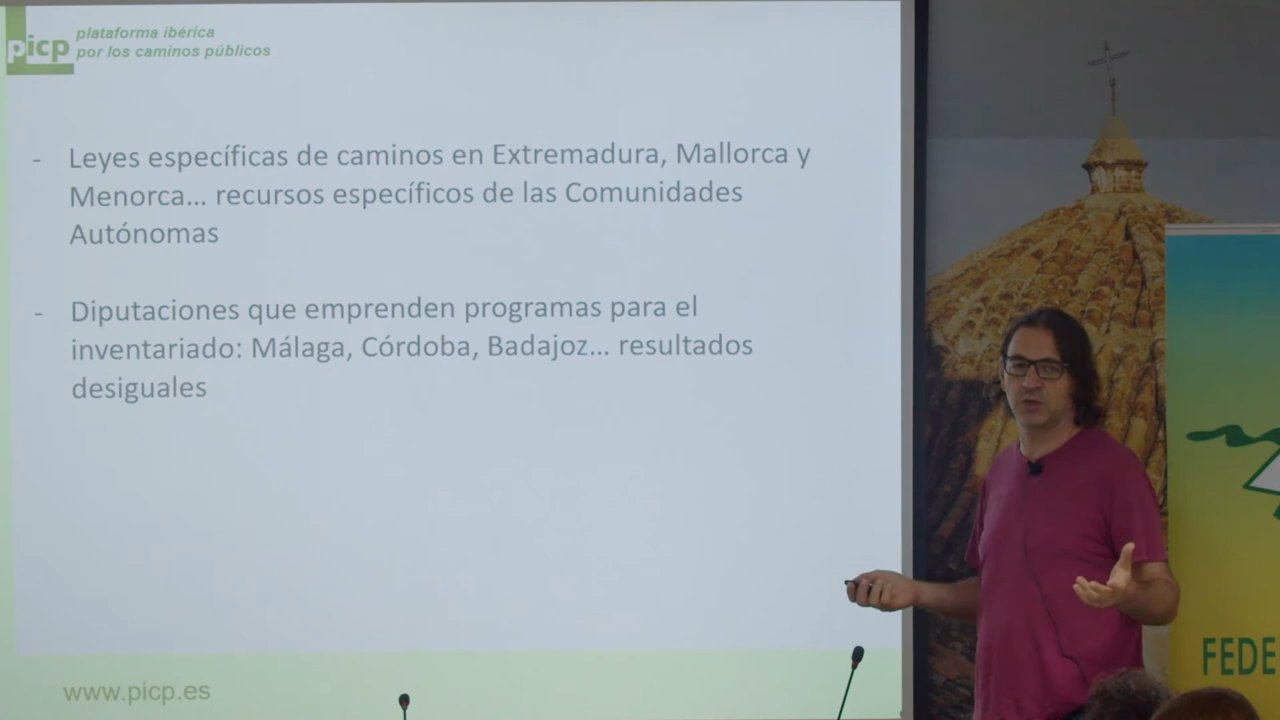 picp
plataforma ibérica
por los caminos públicos
- Leyes específicas de caminos en Extremadura, Mallorca y
Menorca... recursos específicos de las Comunidades
Autónomas
- Diputaciones que emprenden programas para el
inventariado: Málaga, Córdoba, Badajoz... resultados
desiguales
www.picp.es
FEDE